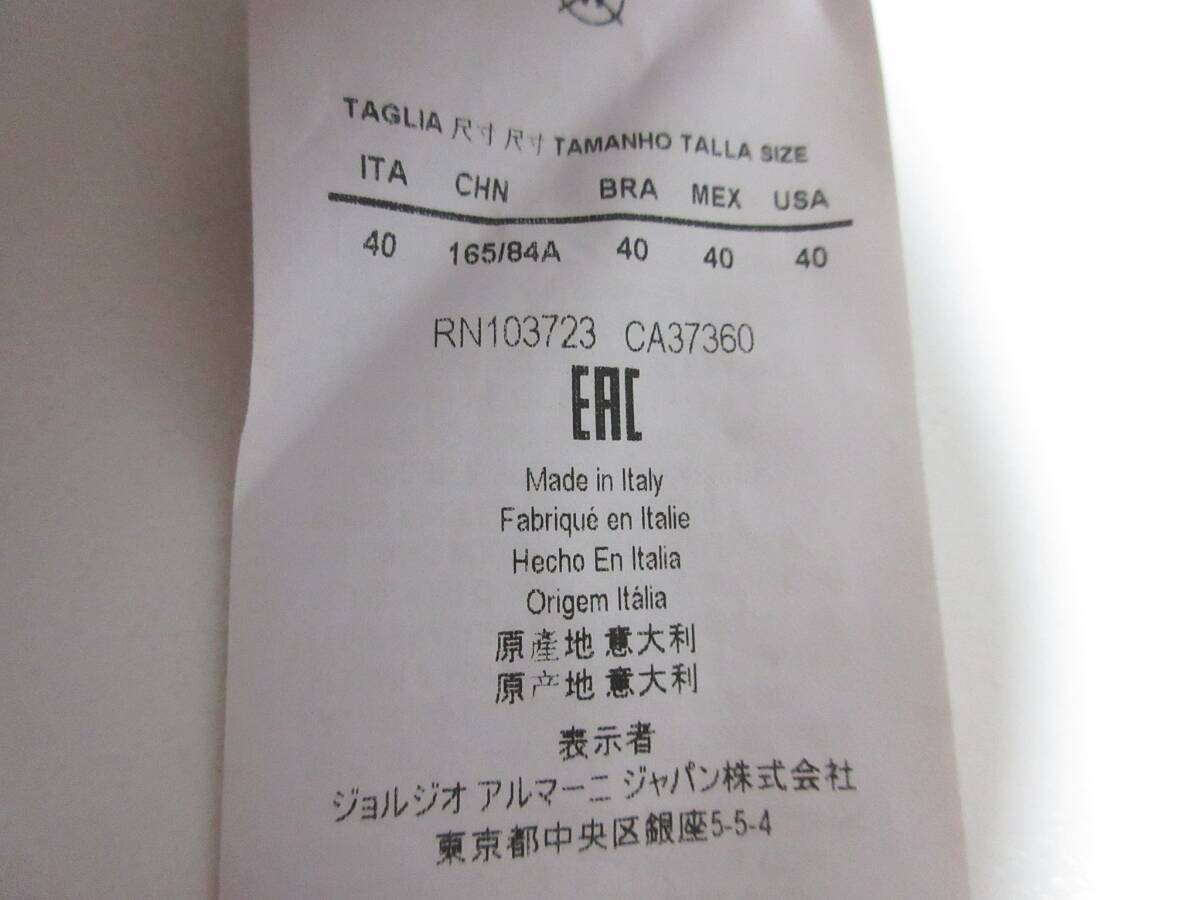 TAGLIA 尺寸 尺寸 TAMANHO TALLA SIZE
ITA CHN BRA MEX USA
40 165/84A 40 40 40
RN103723 CA37360
EAC
Made in Italy
Fabriqué en Italie
Hecho En Italia
Origem Itália
原產地 意大利
原产地 意大利
表示者
ジョルジオ アルマーニ ジャパン株式会社
東京都中央区銀座5-5-4